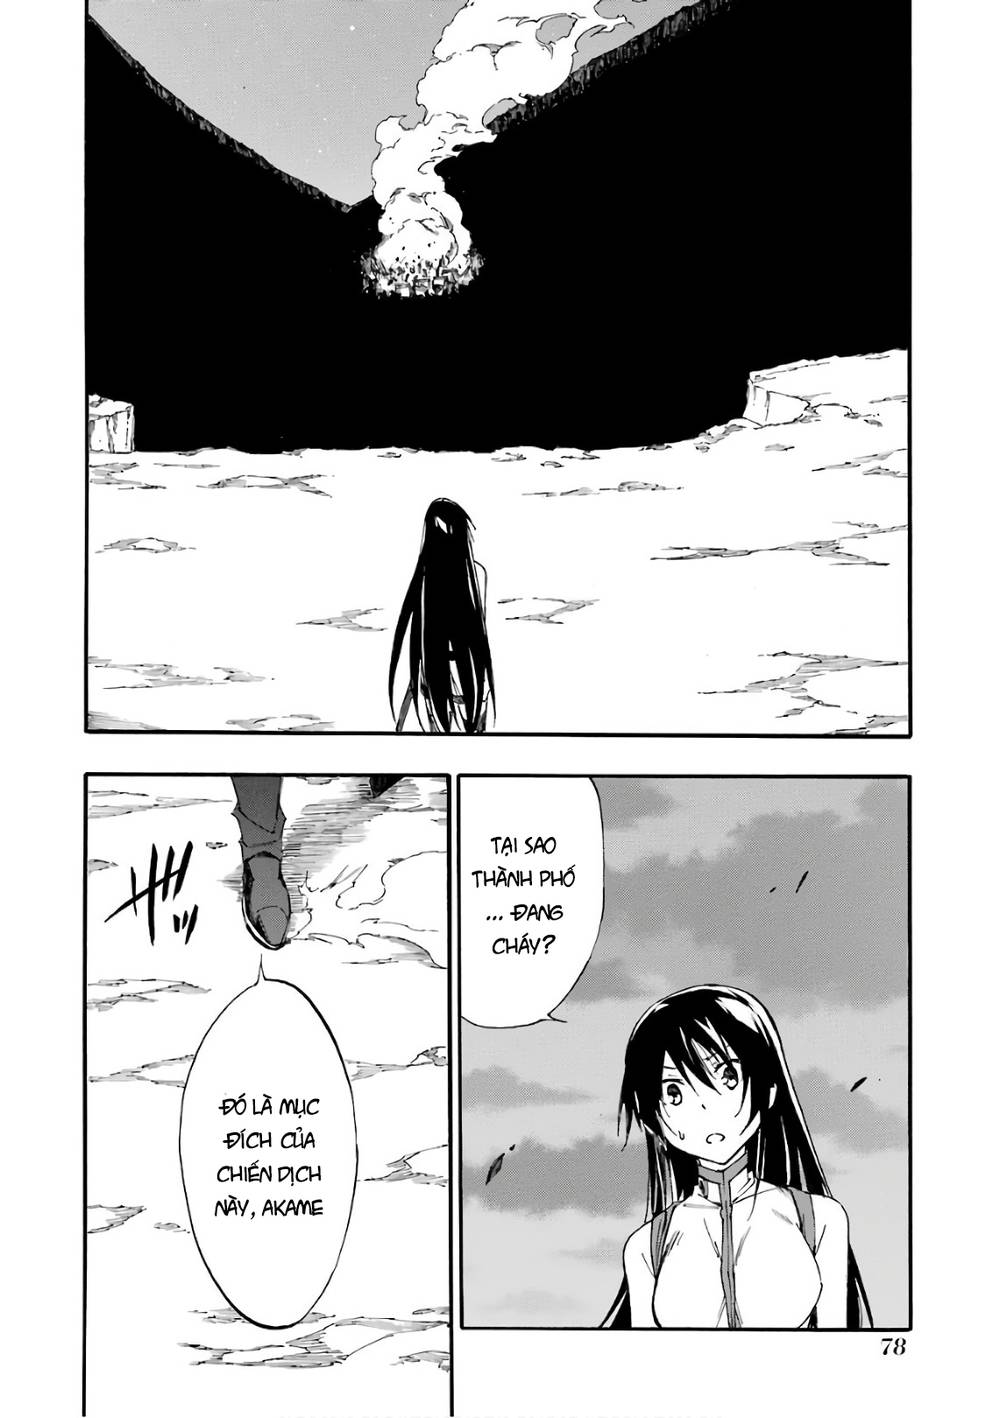 TẠI SAO
THÀNH PHỐ
... ĐANG
CHÁY?
ĐÓ LÀ MỤC
ĐÍCH CỦA
CHIẾN DỊCH
NÀY, AKAME
78